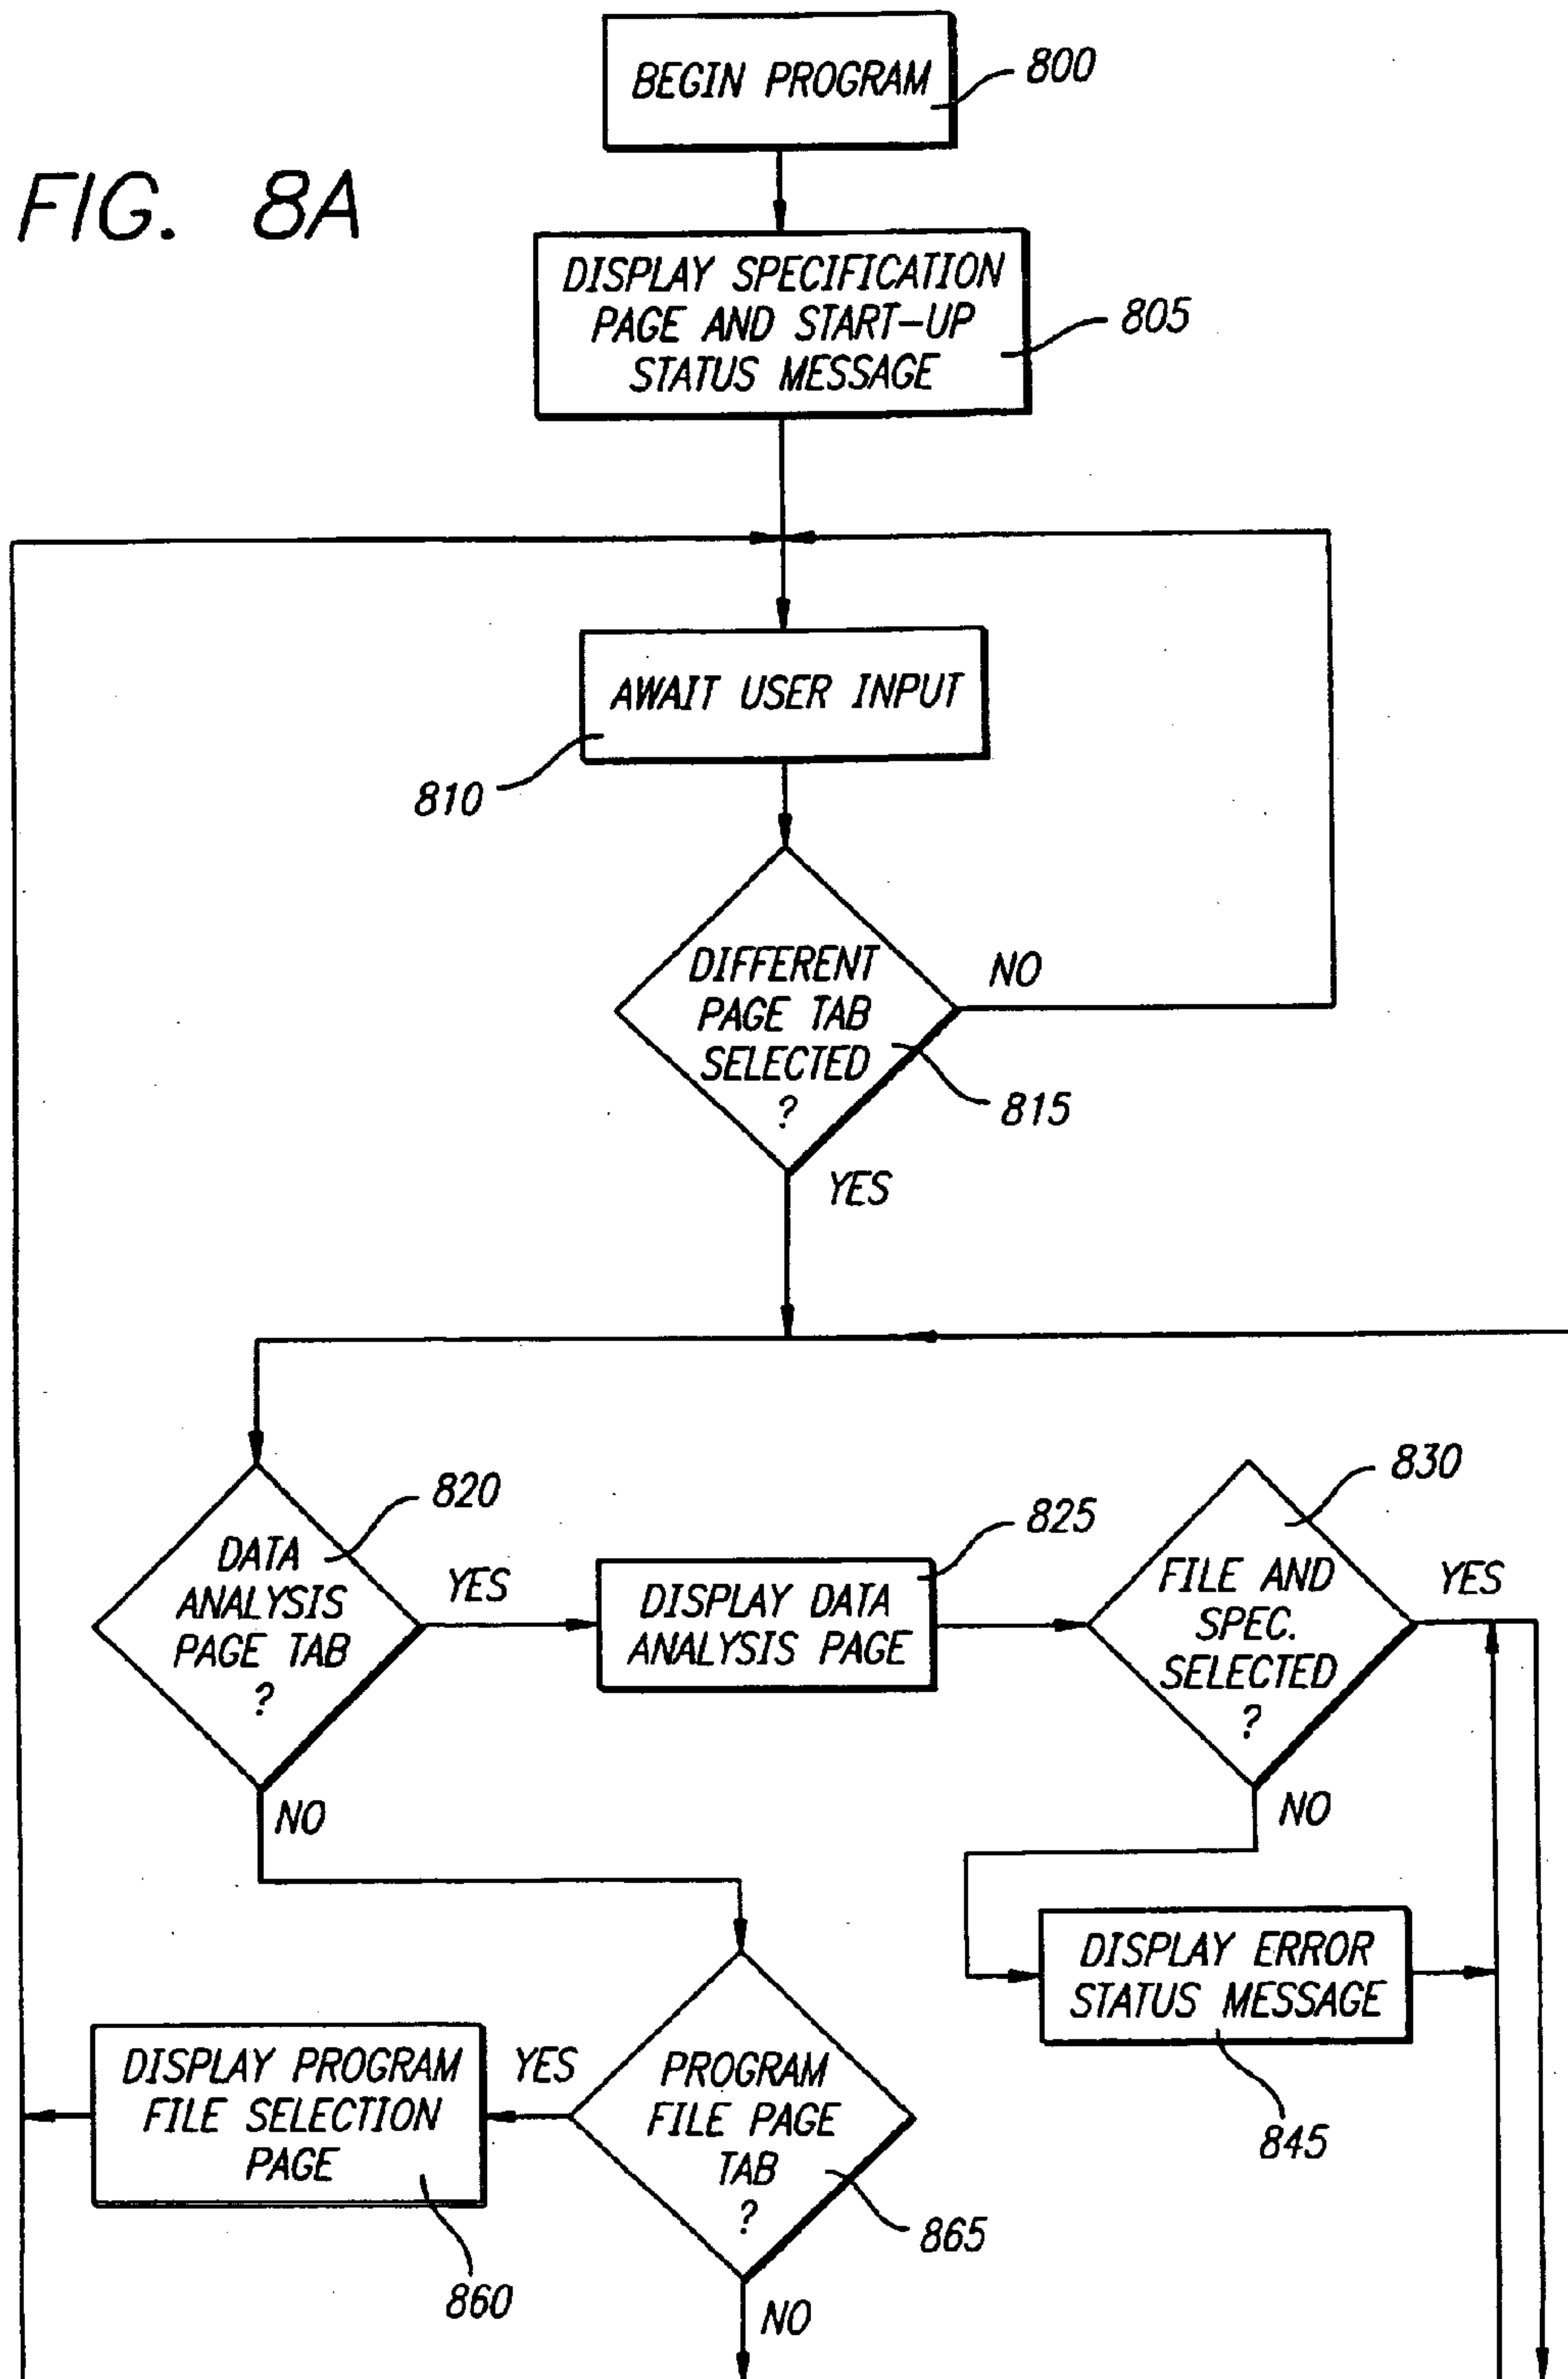 BEGIN PROGRAM
800
FIG. 8A
DISPLAY SPECIFICATION
PAGE AND START-UP
STATUS MESSAGE
805
AWAIT USER INPUT
810
DIFFERENT
PAGE TAB
SELECTED
?
NO
815
YES
820
DATA
ANALYSIS
PAGE TAB
?
YES
825
DISPLAY DATA
ANALYSIS PAGE
830
FILE AND
SPEC.
SELECTED
?
YES
NO
NO
DISPLAY ERROR
STATUS MESSAGE
845
DISPLAY PROGRAM
FILE SELECTION
PAGE
860
YES
PROGRAM
FILE PAGE
TAB
?
865
NO